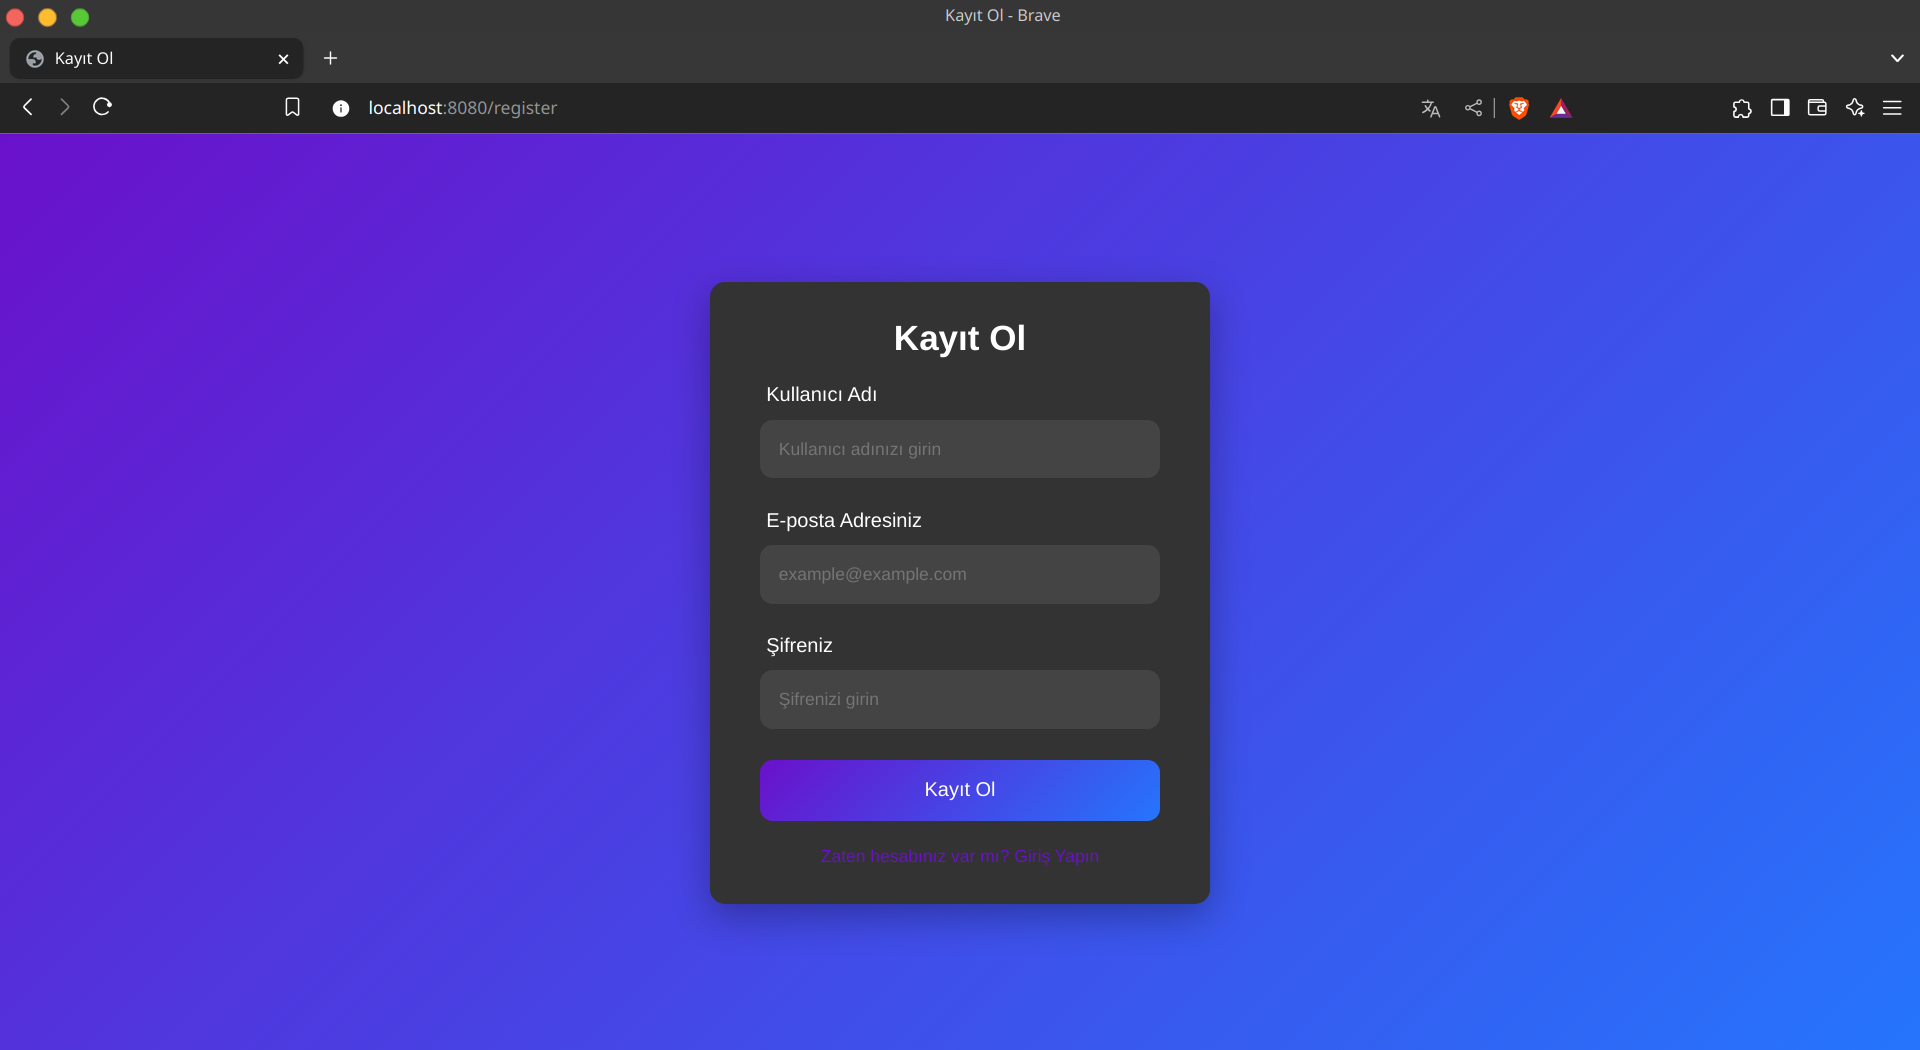 Kayıt Ol - Brave
Kayıt Ol
localhost:8080/register
Kayıt Ol
Kullanıcı Adı
Kullanıcı adınızı girin
E-posta Adresiniz
example@example.com
Şifreniz
Şifrenizi girin
Kayıt Ol
Zaten hesabınız var mı? Giriş Yapın